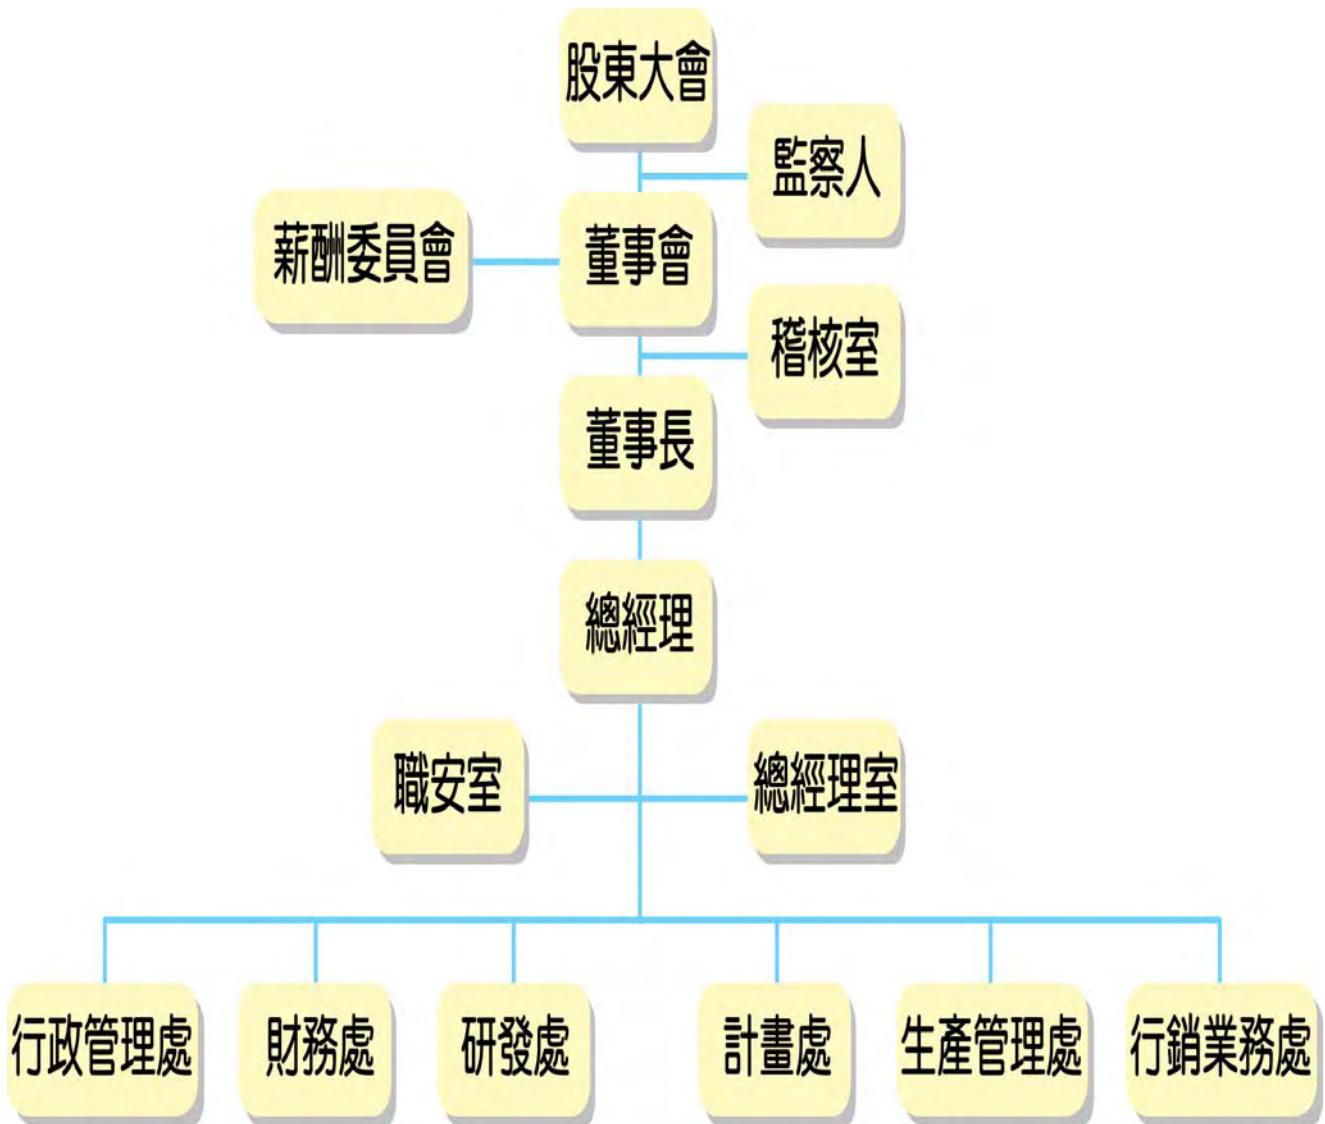 股東大會
監察人
薪酬委員會
董事會
稽核室
董事長
總經理
職安室
總經理室
行政管理處
財務處
研發處
計畫處
生產管理處
行銷業務處